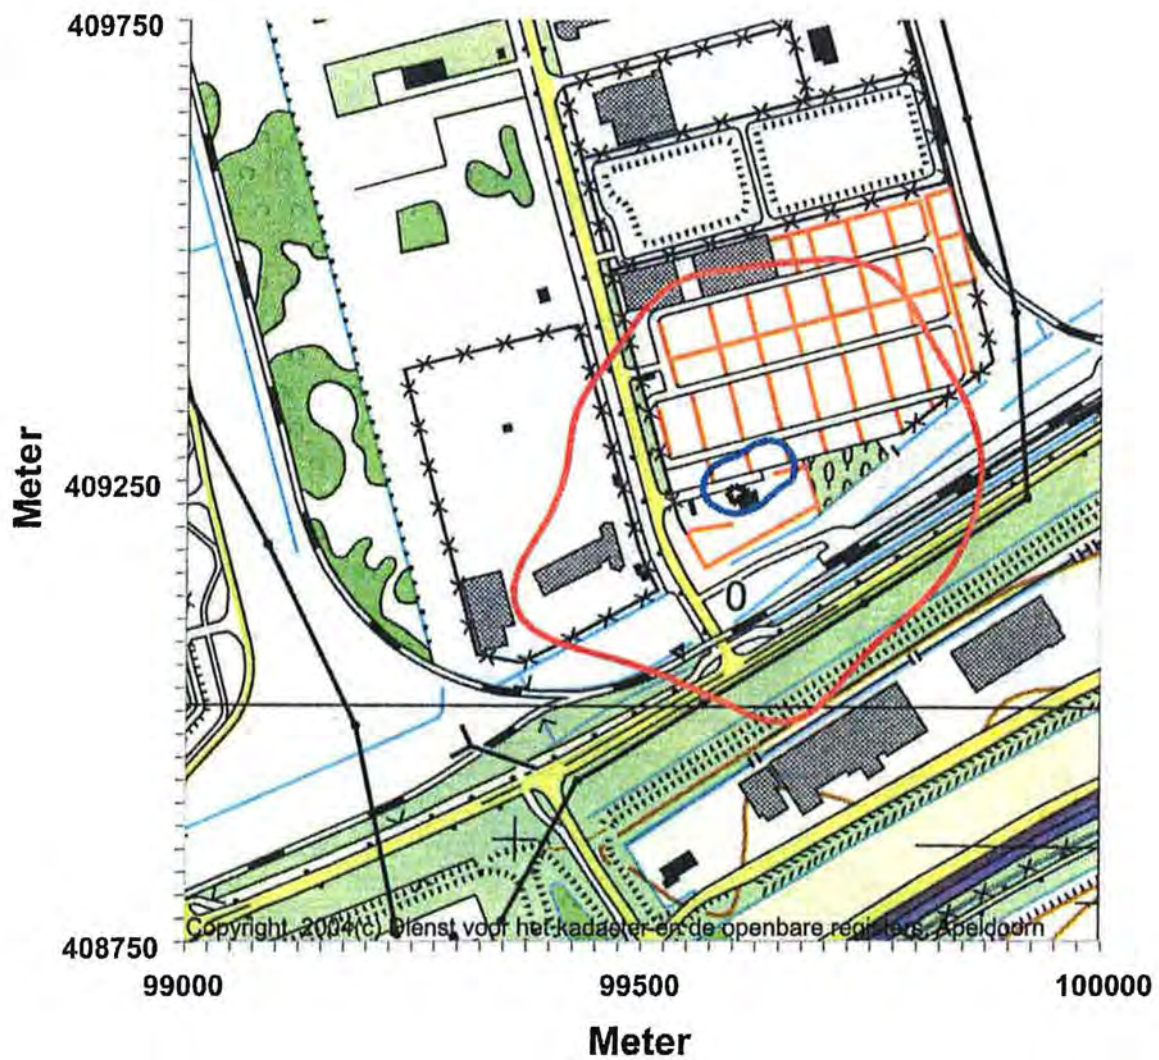 409750
Meter
409250
0
Copyright, 2004(c) Dienst voor het kadaster en de openbare registers, Apeldoorn
408750
99000
99500
100000
Meter